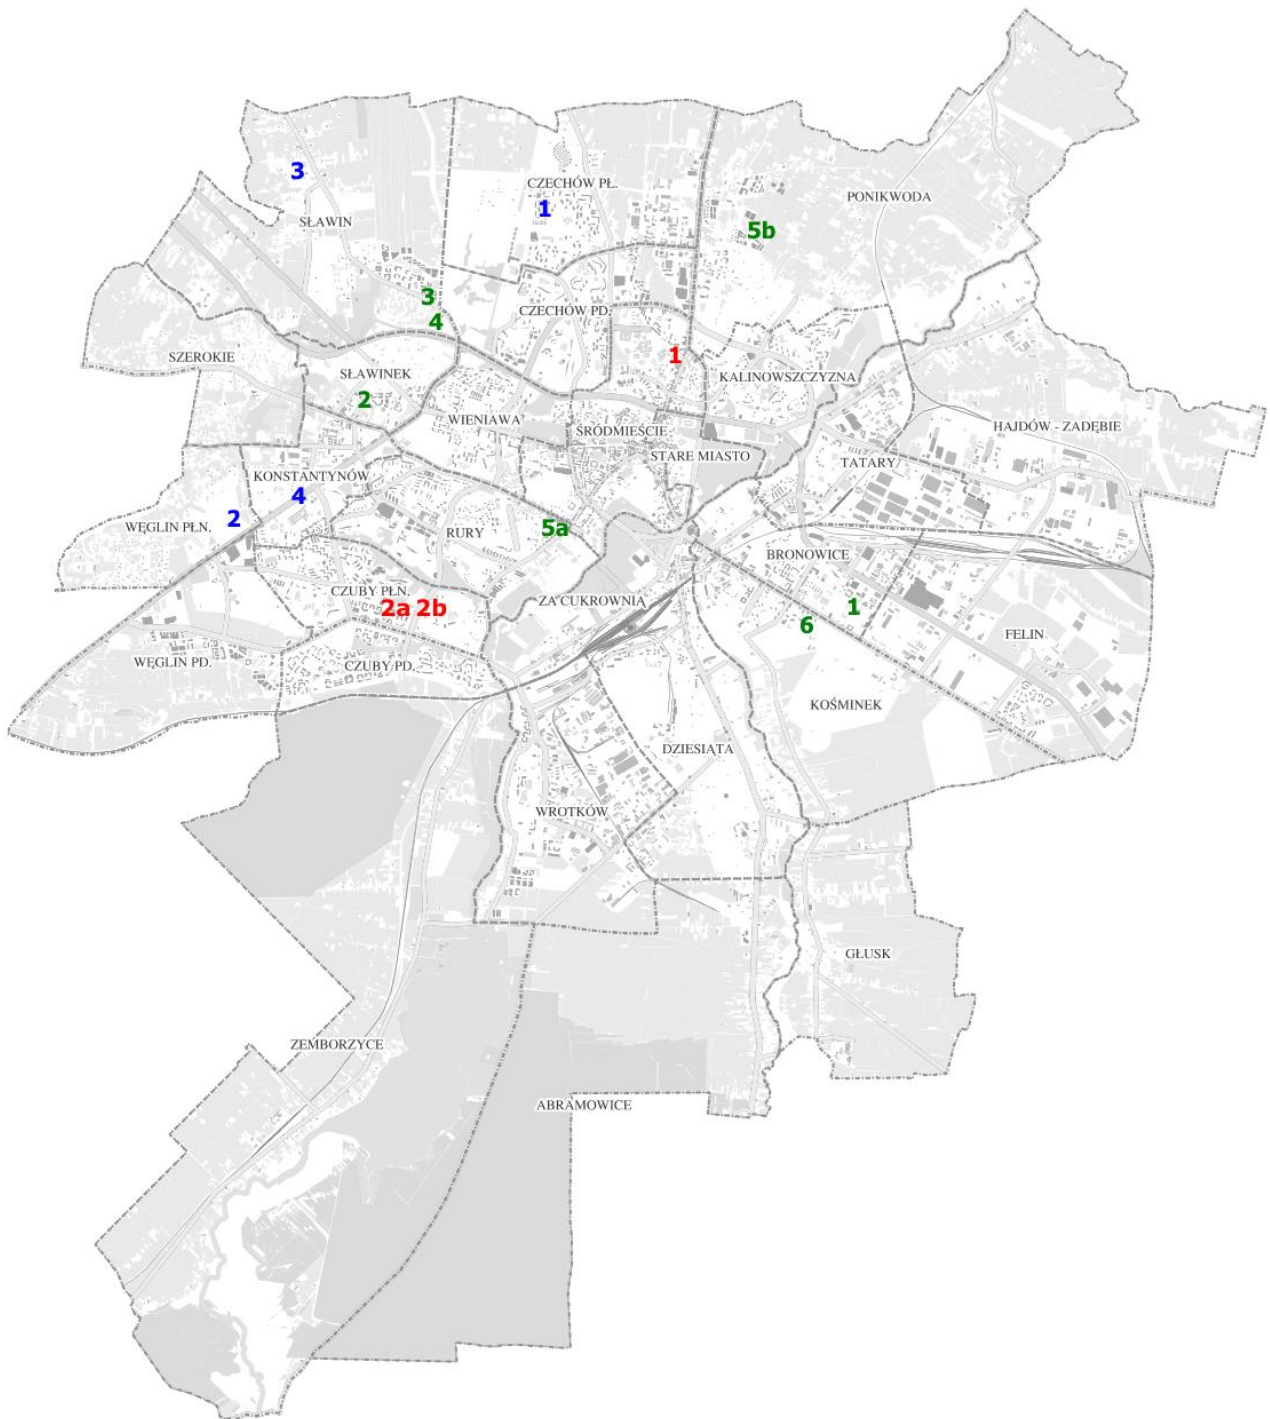 3
CZECHÓW PŁ.
PONIKWODA
1
SŁAWIN
5b
3
CZECHÓW PD.
4
SZEROKIE
1
SŁAWINEK
KALINOWSZCZYZNA
2
WIENIAWA
ŚRÓDMIEŚCIE
HAJDÓW - ZADĘBIE
STARE MIASTO
TATARY
KONSTANTYNÓW
4
2
WĘGLIN PŁN.
5a
RURY
BRONOWICE
CZUBY PŁN.
ZA CUKROWNIĄ
2a 2b
1
6
FELIN
WĘGLIN PD.
CZUBY PD.
KOŚMINEK
DZIESIĄTA
WROTKÓW
GŁUSK
ZEMBORZYCE
ABRAMOWICE